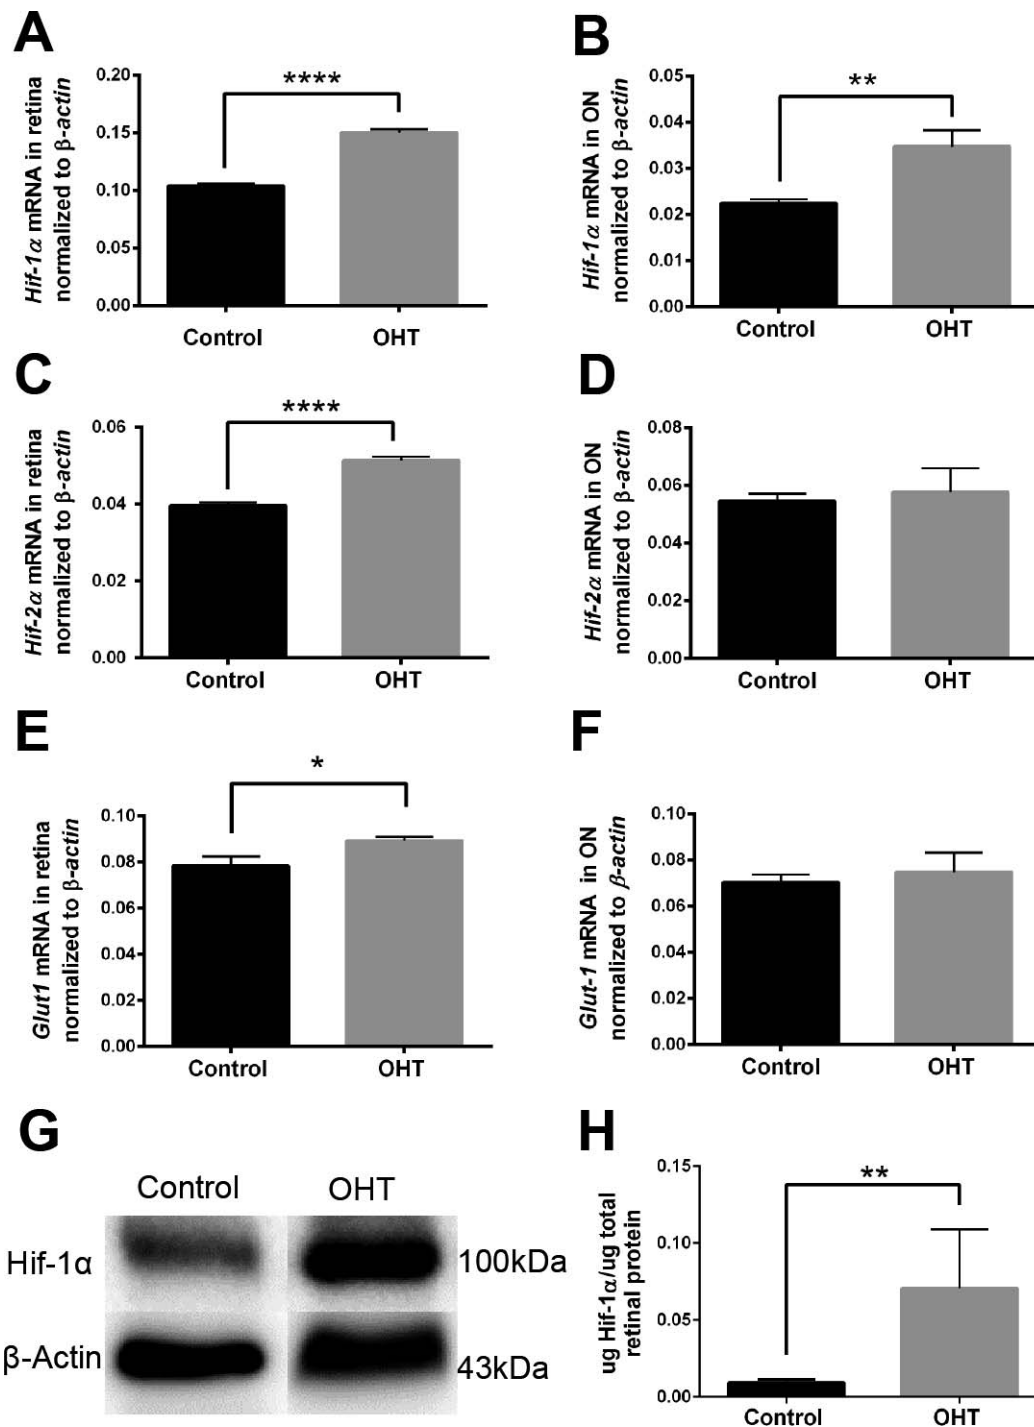 A
Hif-1α mRNA in retina
normalized to β-actin
0.20
0.15
0.10
0.05
0.00
****
Control
OHT
B
Hif-1α mRNA in ON
normalized to β-actin
0.05
0.04
0.03
0.02
0.01
0.00
**
Control
OHT
C
Hif-2α mRNA in retina
normalized to β-actin
0.06
0.04
0.02
0.00
****
Control
OHT
D
Hif-2α mRNA in ON
normalized to β-actin
0.08
0.06
0.04
0.02
0.00
Control
OHT
E
Glut1 mRNA in retina
normalized to β-actin
0.10
0.08
0.06
0.04
0.02
0.00
*
Control
OHT
F
Glut-1 mRNA in ON
normalized to β-actin
0.10
0.08
0.06
0.04
0.02
0.00
Control
OHT
G
Control
OHT
Hif-1α
100kDa
β-Actin
43kDa
H
ug Hif-1α/ug total
retinal protein
0.15
0.10
0.05
0.00
**
Control
OHT